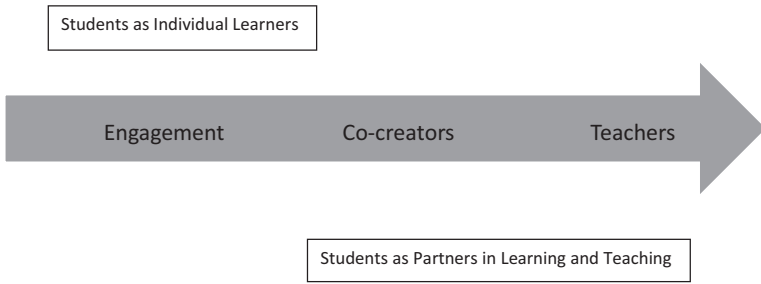 Students as Individual Learners
Engagement Co-creators Teachers
Students as Partners in Learning and Teaching